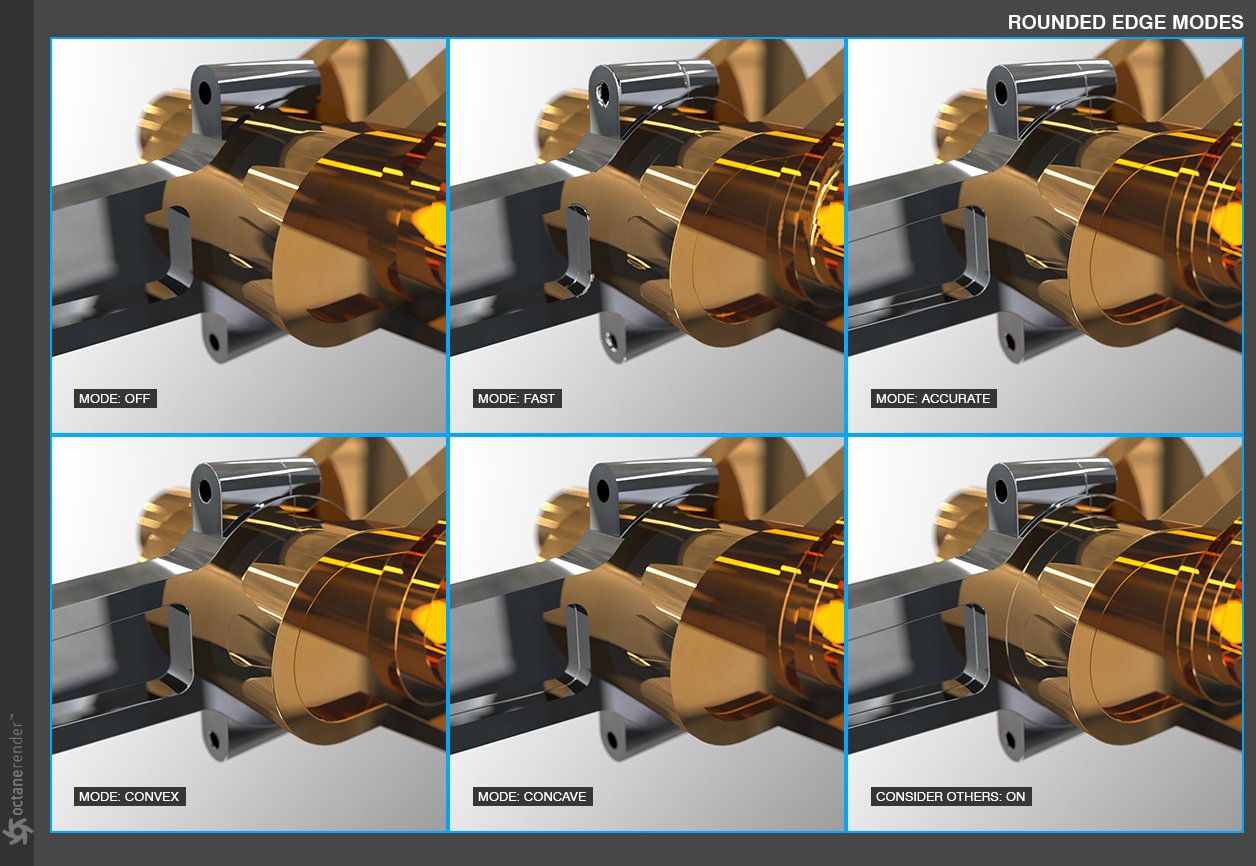 ROUNDED EDGE MODES
MODE: OFF
MODE: FAST
MODE: ACCURATE
MODE: CONVEX
MODE: CONCAVE
CONSIDER OTHERS: ON
octanerender™